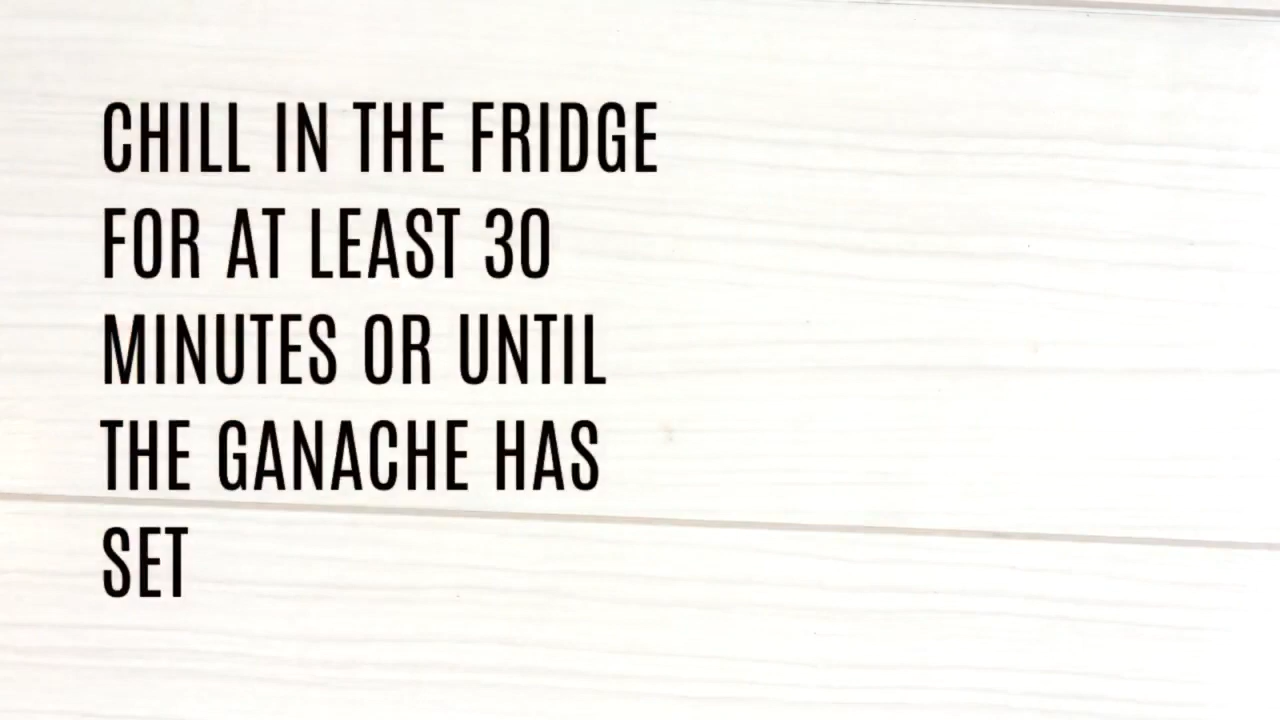 CHILL IN THE FRIDGE
FOR AT LEAST 30
MINUTES OR UNTIL
THE GANACHE HAS
SET